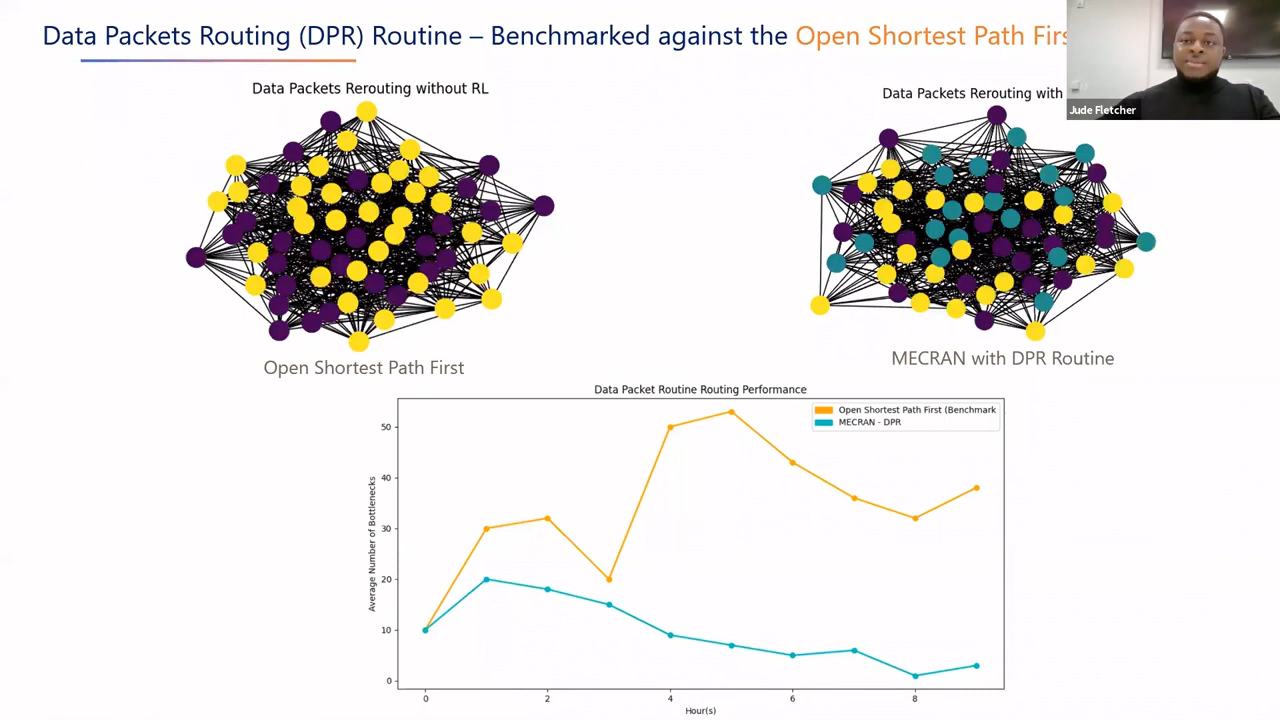 Data Packets Routing (DPR) Routine – Benchmarked against the Open Shortest Path
Jude Fletcher
Data Packets Rerouting without RL
Data Packets Rerouting with
Open Shortest Path First
MECRAN with DPR Routine
Data Packet Routine Routing Performance
Open Shortest Path First (Benchmark
MECRAN - DPR
Average Number of Bottlenecks
50
40
30
20
10
0
0 2 4 6 8
Hour(s)